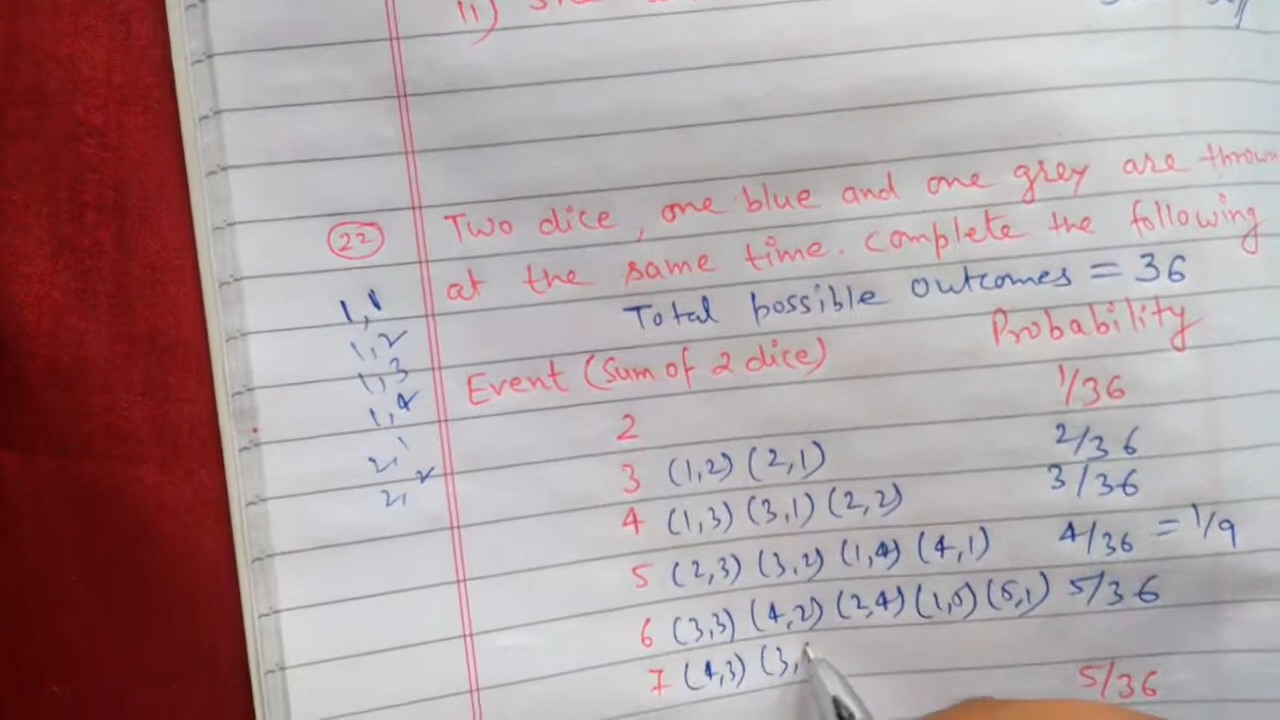 ii)
22 Two dice, one blue and one grey are thrown
at the same time. Complete the following
Total possible outcomes = 36
1,1
1,2
1,3
1,4
2,1
2,2
Event (Sum of 2 dice) Probability
2 1/36
3 (1,2) (2,1) 2/36
4 (1,3) (3,1) (2,2) 3/36
5 (2,3) (3,2) (1,4) (4,1) 4/36 = 1/9
6 (3,3) (4,2) (2,4) (1,5) (5,1) 5/36
7 (4,3) (3,
5/36